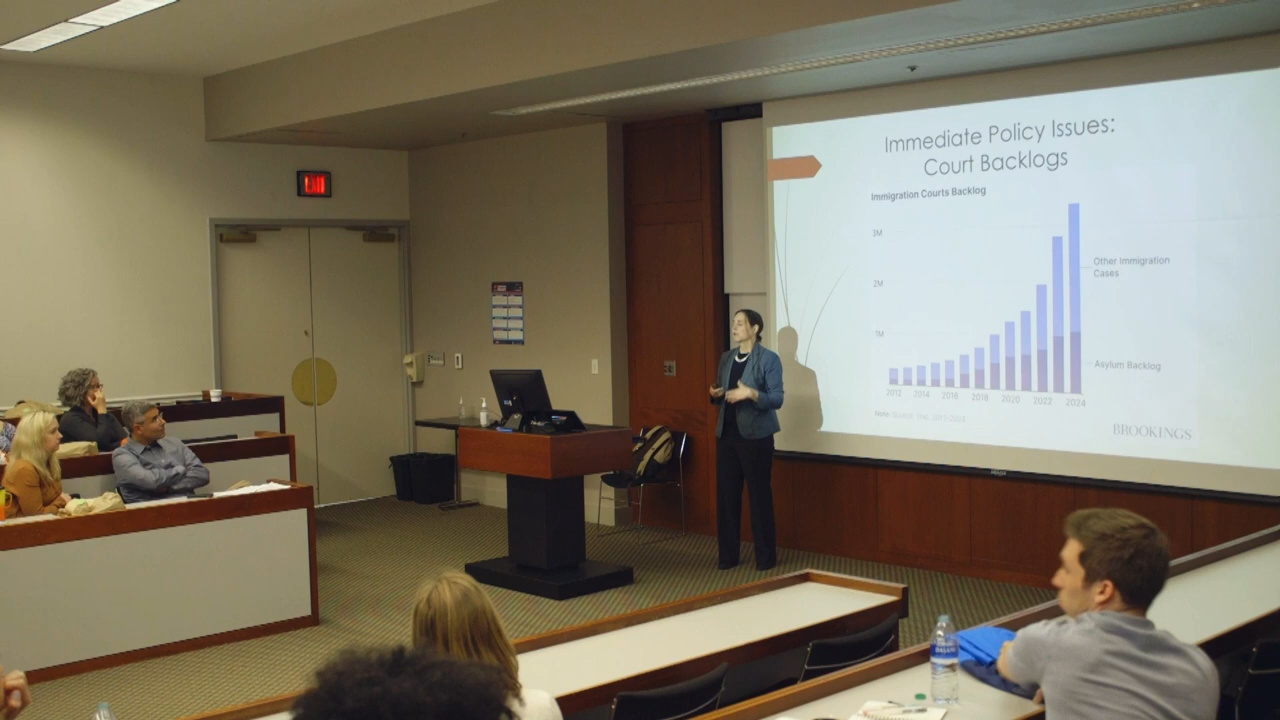 Immediate Policy Issues:
Court Backlogs
Immigration Courts Backlog
3M
2M
1M
Other Immigration
Cases
Asylum Backlog
2012 2014 2016 2018 2020 2022 2024
BROOKINGS